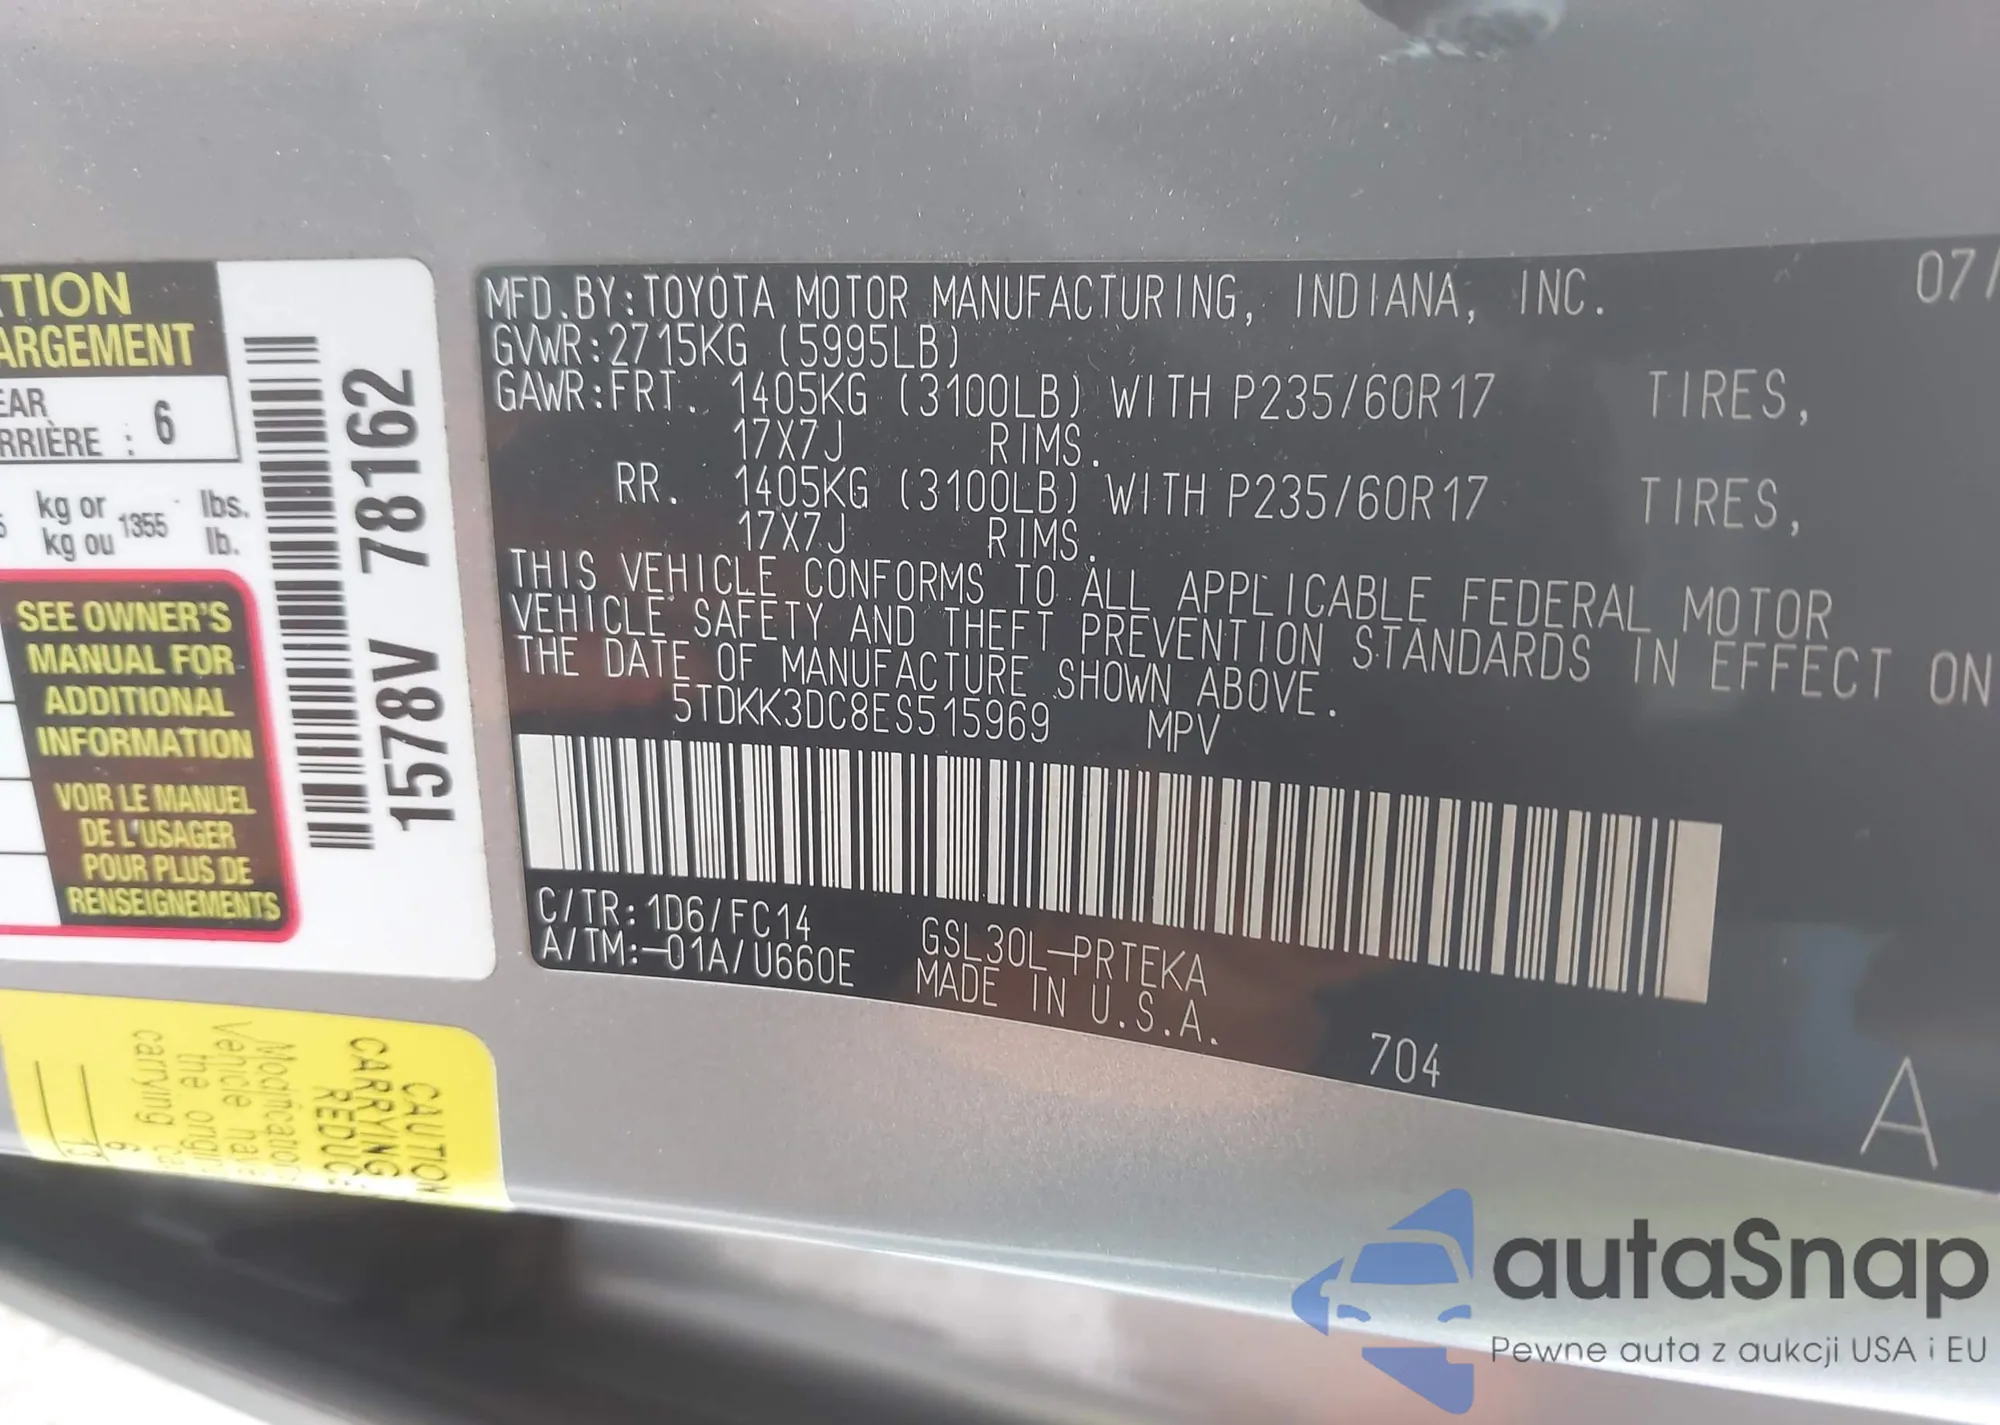 TION
ARGEMENT
EAR
RRIÈRE : 6
kg or
kg ou
1355
lbs.
lb.
SEE OWNER'S
MANUAL FOR
ADDITIONAL
INFORMATION
VOIR LE MANUEL
DE L'USAGER
POUR PLUS DE
RENSEIGNEMENTS
1578V 78162
MFD.BY:TOYOTA MOTOR MANUFACTURING, INDIANA, INC. 07/
GVWR:2715KG (5995LB)
GAWR:FRT. 1405KG (3100LB) WITH P235/60R17 TIRES,
17X7J RIMS.
RR. 1405KG (3100LB) WITH P235/60R17 TIRES,
17X7J RIMS.
THIS VEHICLE CONFORMS TO ALL APPLICABLE FEDERAL MOTOR
VEHICLE SAFETY AND THEFT PREVENTION STANDARDS IN EFFECT ON
THE DATE OF MANUFACTURE SHOWN ABOVE.
5TDKK3DC8ES515969 MPV
C/TR:1D6/FC14
A/TM:-01A/U660E
GSL30L-PRTEKA
MADE IN U.S.A.
704
A
CAUTION
CARRYING
REDUC
Modification
Vehicle have
the origin
carrying ca
6
13
autaSnap
Pewne auta z aukcji USA i EU